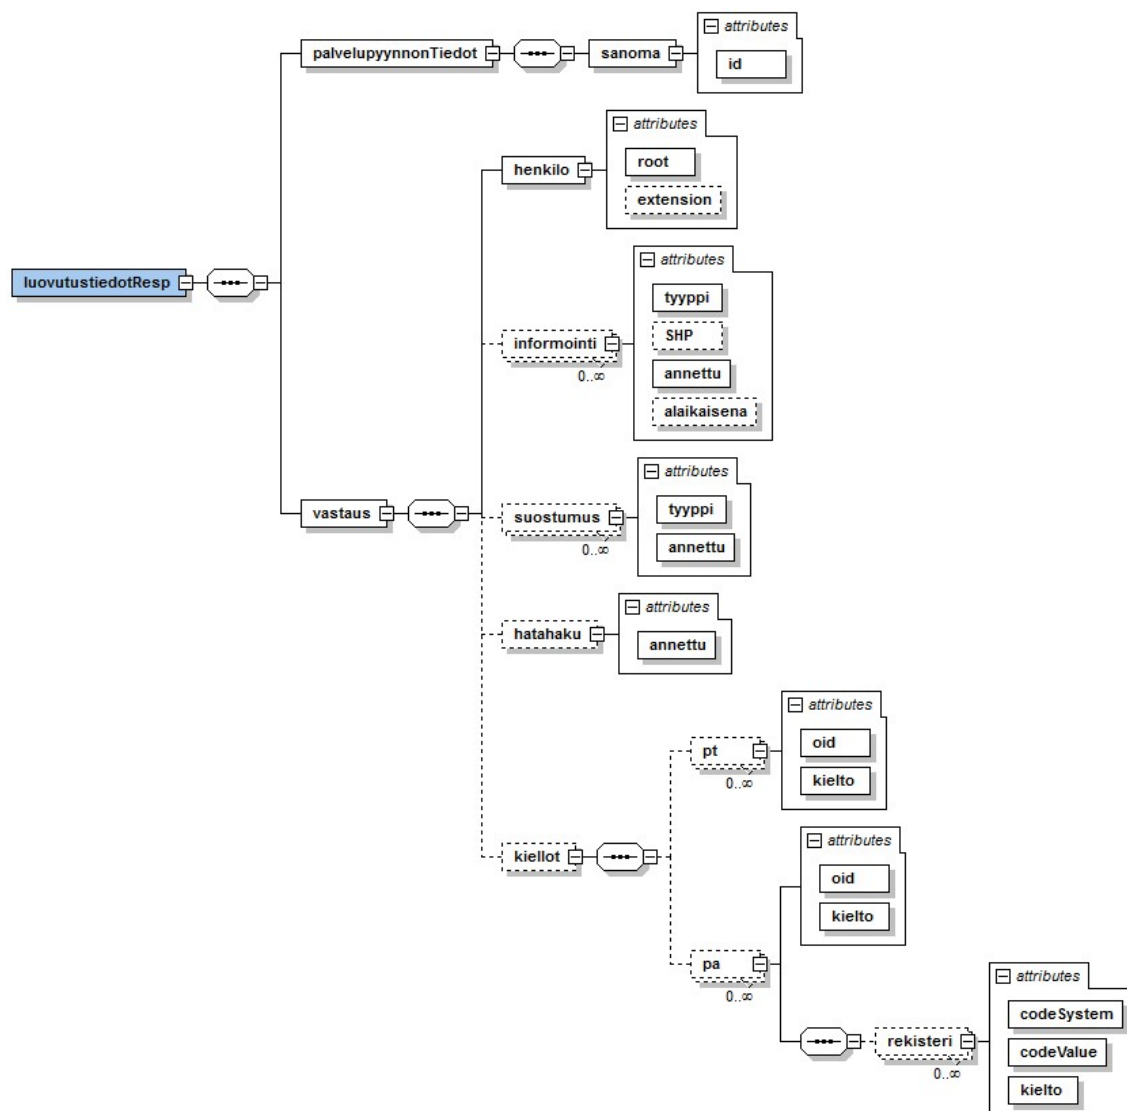 attributes
palvelupyynnonTiedot
sanoma
id
attributes
henkilo
root
extension
luovutustiedotResp
attributes
tyyppi
informointi
SHP
0..∞
annettu
alaikaisena
vastaus
attributes
suostumus
tyyppi
0..∞
annettu
attributes
hatahaku
annettu
attributes
pt
oid
0..∞
kielto
kiellot
attributes
oid
kielto
pa
0..∞
attributes
codeSystem
rekisteri
codeValue
0..∞
kielto